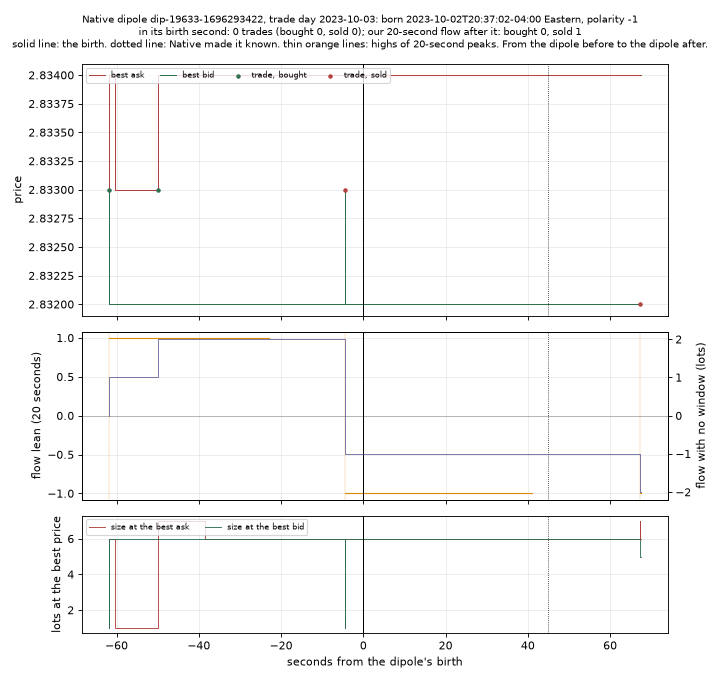 Native dipole dip-19633-1696293422, trade day 2023-10-03: born 2023-10-02T20:37:02-04:00 Eastern, polarity -1
in its birth second: 0 trades (bought 0, sold 0); our 20-second flow after it: bought 0, sold 1
solid line: the birth. dotted line: Native made it known. thin orange lines: highs of 20-second peaks. From the dipole before to the dipole after.
best ask best bid trade, bought trade, sold
2.83400
2.83375
2.83350
2.83325
2.83300
2.83275
2.83250
2.83225
2.83200
price
1.0
0.5
0.0
−0.5
−1.0
flow lean (20 seconds)
2
1
0
−1
−2
flow with no window (lots)
size at the best ask size at the best bid
6
4
2
lots at the best price
−60 −40 −20 0 20 40 60
seconds from the dipole's birth